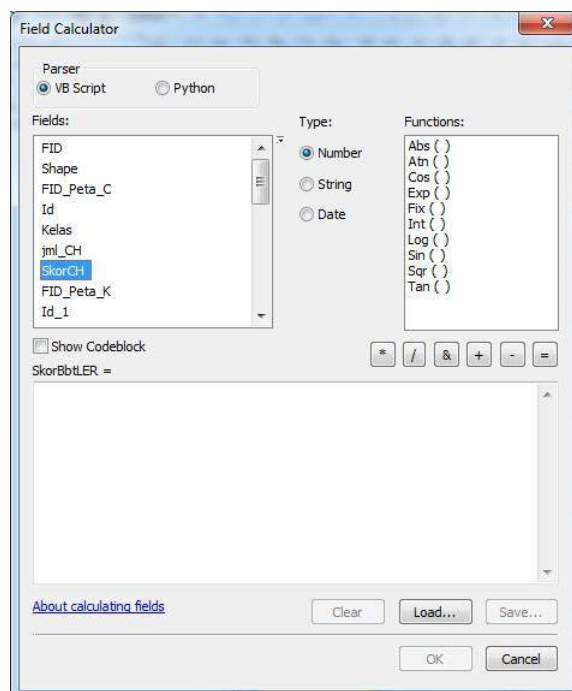 Field Calculator
Parser
VB Script
Python
Fields:
FID
Shape
FID_Peta_C
Id
Kelas
jml_CH
SkorCH
FID_Peta_K
Id_1
Type:
Number
String
Date
Functions:
Abs ( )
Atn ( )
Cos ( )
Exp ( )
Fix ( )
Int ( )
Log ( )
Sin ( )
Sqr ( )
Tan ( )
Show Codeblock
* / & + - =
SkorBbtLER =
About calculating fields
Clear Load... Save...
OK Cancel